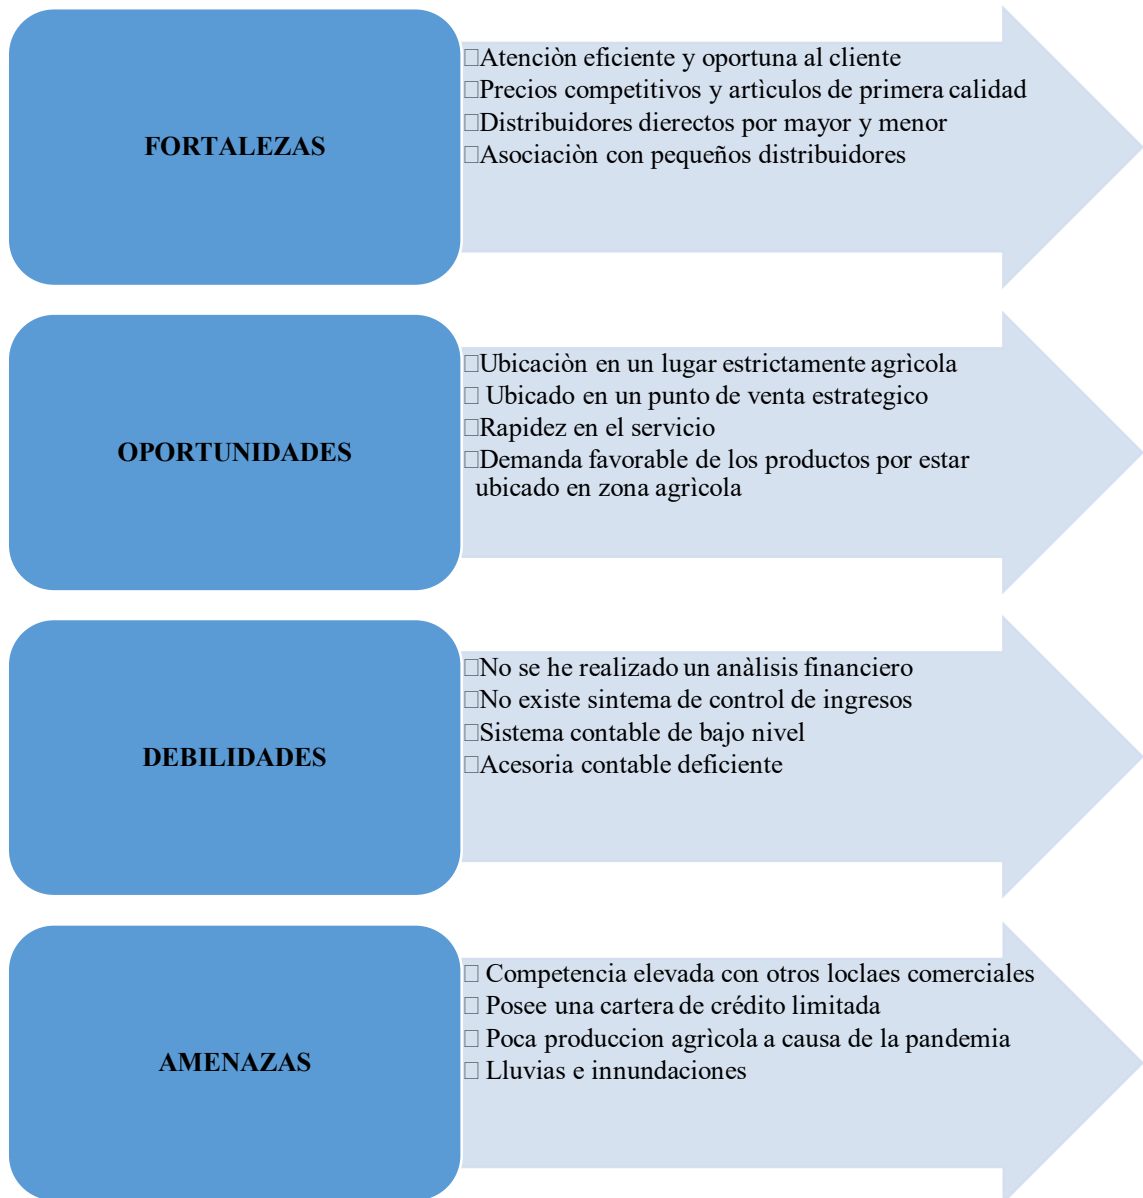 FORTALEZAS
□Atenciòn eficiente y oportuna al cliente
□Precios competitivos y artìculos de primera calidad
□Distribuidores dierectos por mayor y menor
□Asociaciòn con pequeños distribuidores
OPORTUNIDADES
□Ubicaciòn en un lugar estrictamente agrìcola
□ Ubicado en un punto de venta estrategico
□Rapidez en el servicio
□Demanda favorable de los productos por estar
ubicado en zona agrìcola
DEBILIDADES
□No se he realizado un anàlisis financiero
□No existe sintema de control de ingresos
□Sistema contable de bajo nivel
□Acesoria contable deficiente
AMENAZAS
□ Competencia elevada con otros loclaes comerciales
□ Posee una cartera de crédito limitada
□ Poca produccion agrìcola a causa de la pandemia
□ Lluvias e innundaciones